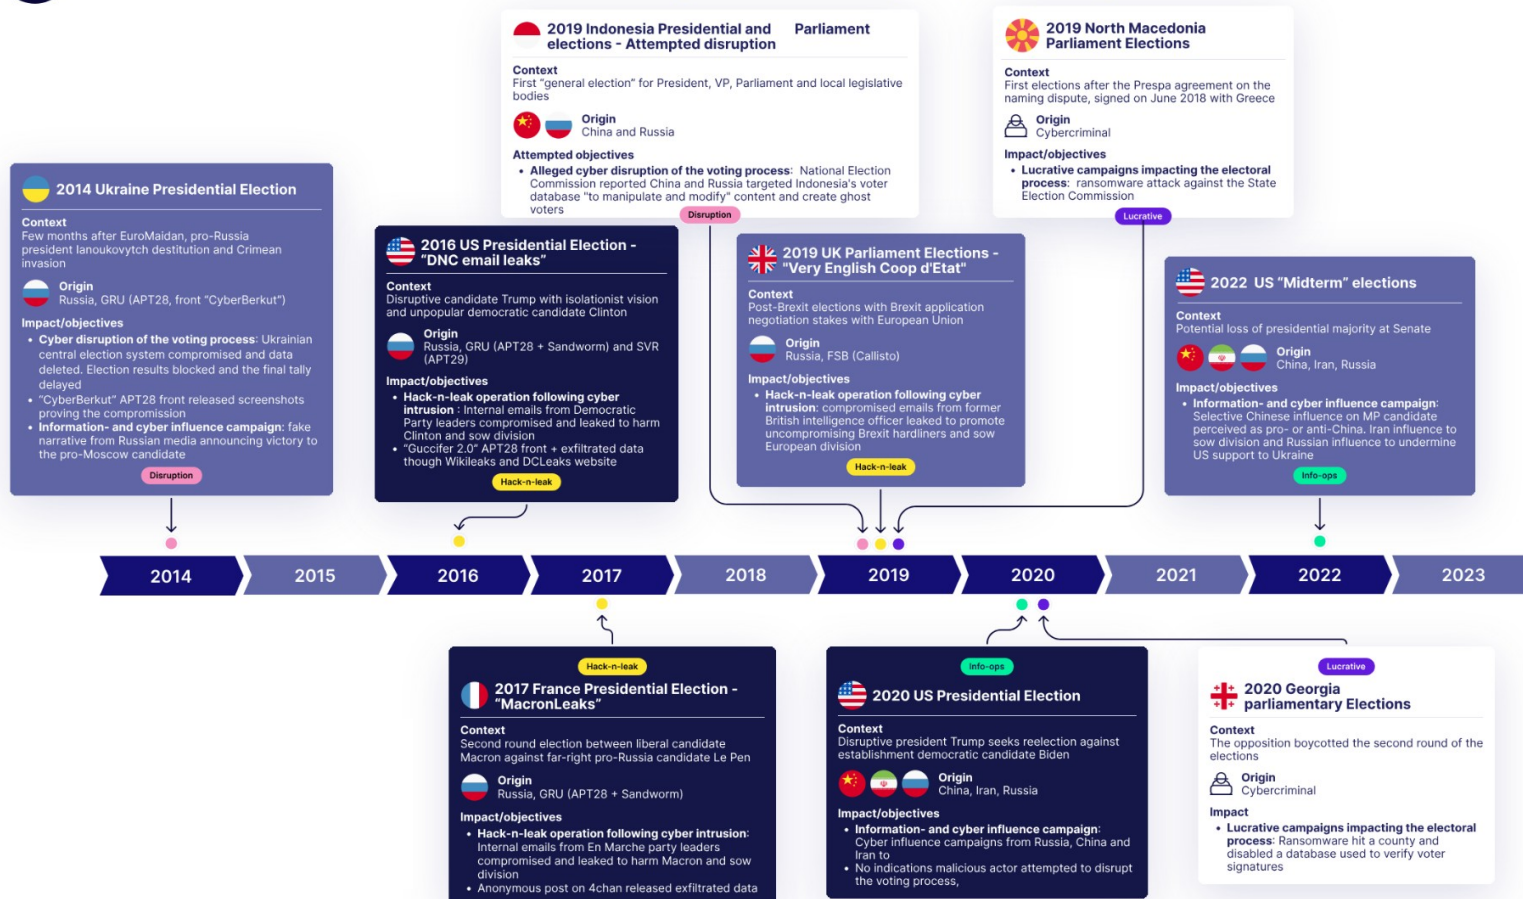 2019 Indonesia Presidential and Parliament
elections - Attempted disruption
Context
First "general election" for President, VP, Parliament and local legislative
bodies
Origin
China and Russia
Attempted objectives
• Alleged cyber disruption of the voting process: National Election
Commission reported China and Russia targeted Indonesia's voter
database "to manipulate and modify" content and create ghost
voters
Disruption
2019 North Macedonia
Parliament Elections
Context
First elections after the Prespa agreement on the
naming dispute, signed on June 2018 with Greece
Origin
Cybercriminal
Impact/objectives
• Lucrative campaigns impacting the electoral
process: ransomware attack against the State
Election Commission
Lucrative
2014 Ukraine Presidential Election
Context
Few months after EuroMaidan, pro-Russia
president Ianoukovytch destitution and Crimean
invasion
Origin
Russia, GRU (APT28, front "CyberBerkut")
Impact/objectives
• Cyber disruption of the voting process: Ukrainian
central election system compromised and data
deleted. Election results blocked and the final tally
delayed
• "CyberBerkut" APT28 front released screenshots
proving the compromission
• Information- and cyber influence campaign: fake
narrative from Russian media announcing victory to
the pro-Moscow candidate
Disruption
2016 US Presidential Election -
"DNC email leaks"
Context
Disruptive candidate Trump with isolationist vision
and unpopular democratic candidate Clinton
Origin
Russia, GRU (APT28 + Sandworm) and SVR
(APT29)
Impact/objectives
• Hack-n-leak operation following cyber
intrusion : Internal emails from Democratic
Party leaders compromised and leaked to harm
Clinton and sow division
• "Guccifer 2.0" APT28 front + exfiltrated data
though Wikileaks and DCLeaks website
Hack-n-leak
2019 UK Parliament Elections -
"Very English Coop d'Etat"
Context
Post-Brexit elections with Brexit application
negotiation stakes with European Union
Origin
Russia, FSB (Callisto)
Impact/objectives
• Hack-n-leak operation following cyber
intrusion: compromised emails from former
British intelligence officer leaked to promote
uncompromising Brexit hardliners and sow
European division
Hack-n-leak
2022 US "Midterm" elections
Context
Potential loss of presidential majority at Senate
Origin
China, Iran, Russia
Impact/objectives
• Information- and cyber influence campaign:
Selective Chinese influence on MP candidate
perceived as pro- or anti-China. Iran influence to
sow division and Russian influence to undermine
US support to Ukraine
Info-ops
2014
2015
2016
2017
2018
2019
2020
2021
2022
2023
Hack-n-leak
2017 France Presidential Election -
"MacronLeaks"
Context
Second round election between liberal candidate
Macron against far-right pro-Russia candidate Le Pen
Origin
Russia, GRU (APT28 + Sandworm)
Impact/objectives
• Hack-n-leak operation following cyber intrusion:
Internal emails from En Marche party leaders
compromised and leaked to harm Macron and sow
division
• Anonymous post on 4chan released exfiltrated data
Info-ops
2020 US Presidential Election
Context
Disruptive president Trump seeks reelection against
establishment democratic candidate Biden
Origin
China, Iran, Russia
Impact/objectives
• Information- and cyber influence campaign:
Cyber influence campaigns from Russia, China and
Iran to
• No indications malicious actor attempted to disrupt
the voting process,
Lucrative
2020 Georgia
parliamentary Elections
Context
The opposition boycotted the second round of the
elections
Origin
Cybercriminal
Impact
• Lucrative campaigns impacting the electoral
process: Ransomware hit a county and
disabled a database used to verify voter
signatures